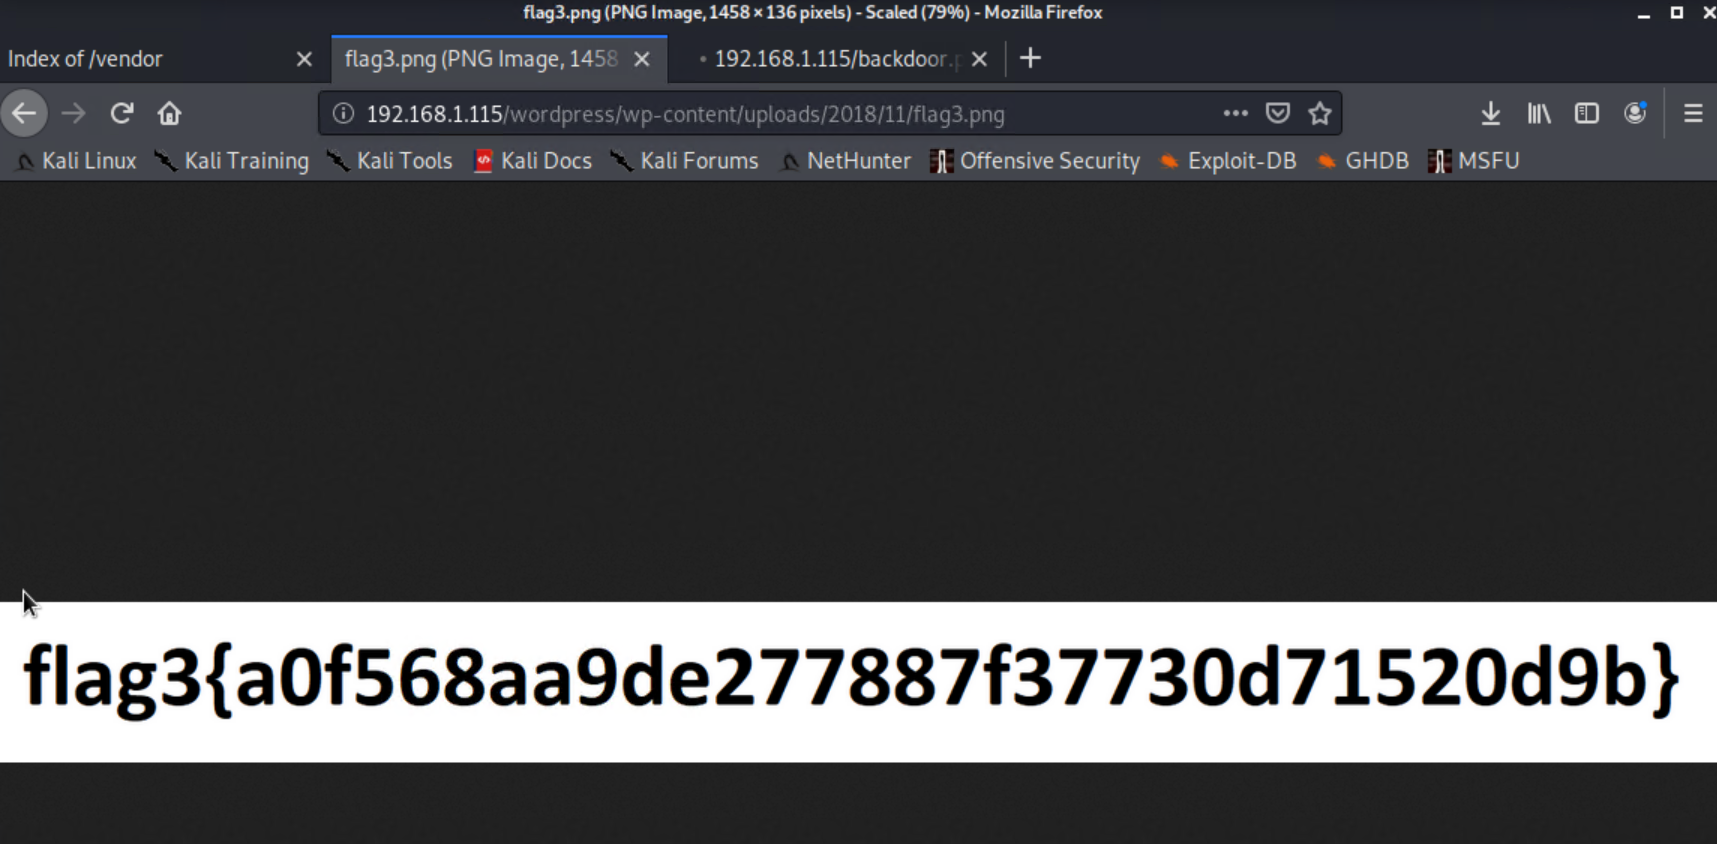 flag3.png (PNG Image, 1458 × 136 pixels) - Scaled (79%) - Mozilla Firefox
Index of /vendor flag3.png (PNG Image, 1458 192.168.1.115/backdoor.p
192.168.1.115/wordpress/wp-content/uploads/2018/11/flag3.png
Kali Linux Kali Training Kali Tools Kali Docs Kali Forums NetHunter Offensive Security Exploit-DB GHDB MSFU
flag3{a0f568aa9de277887f37730d71520d9b}